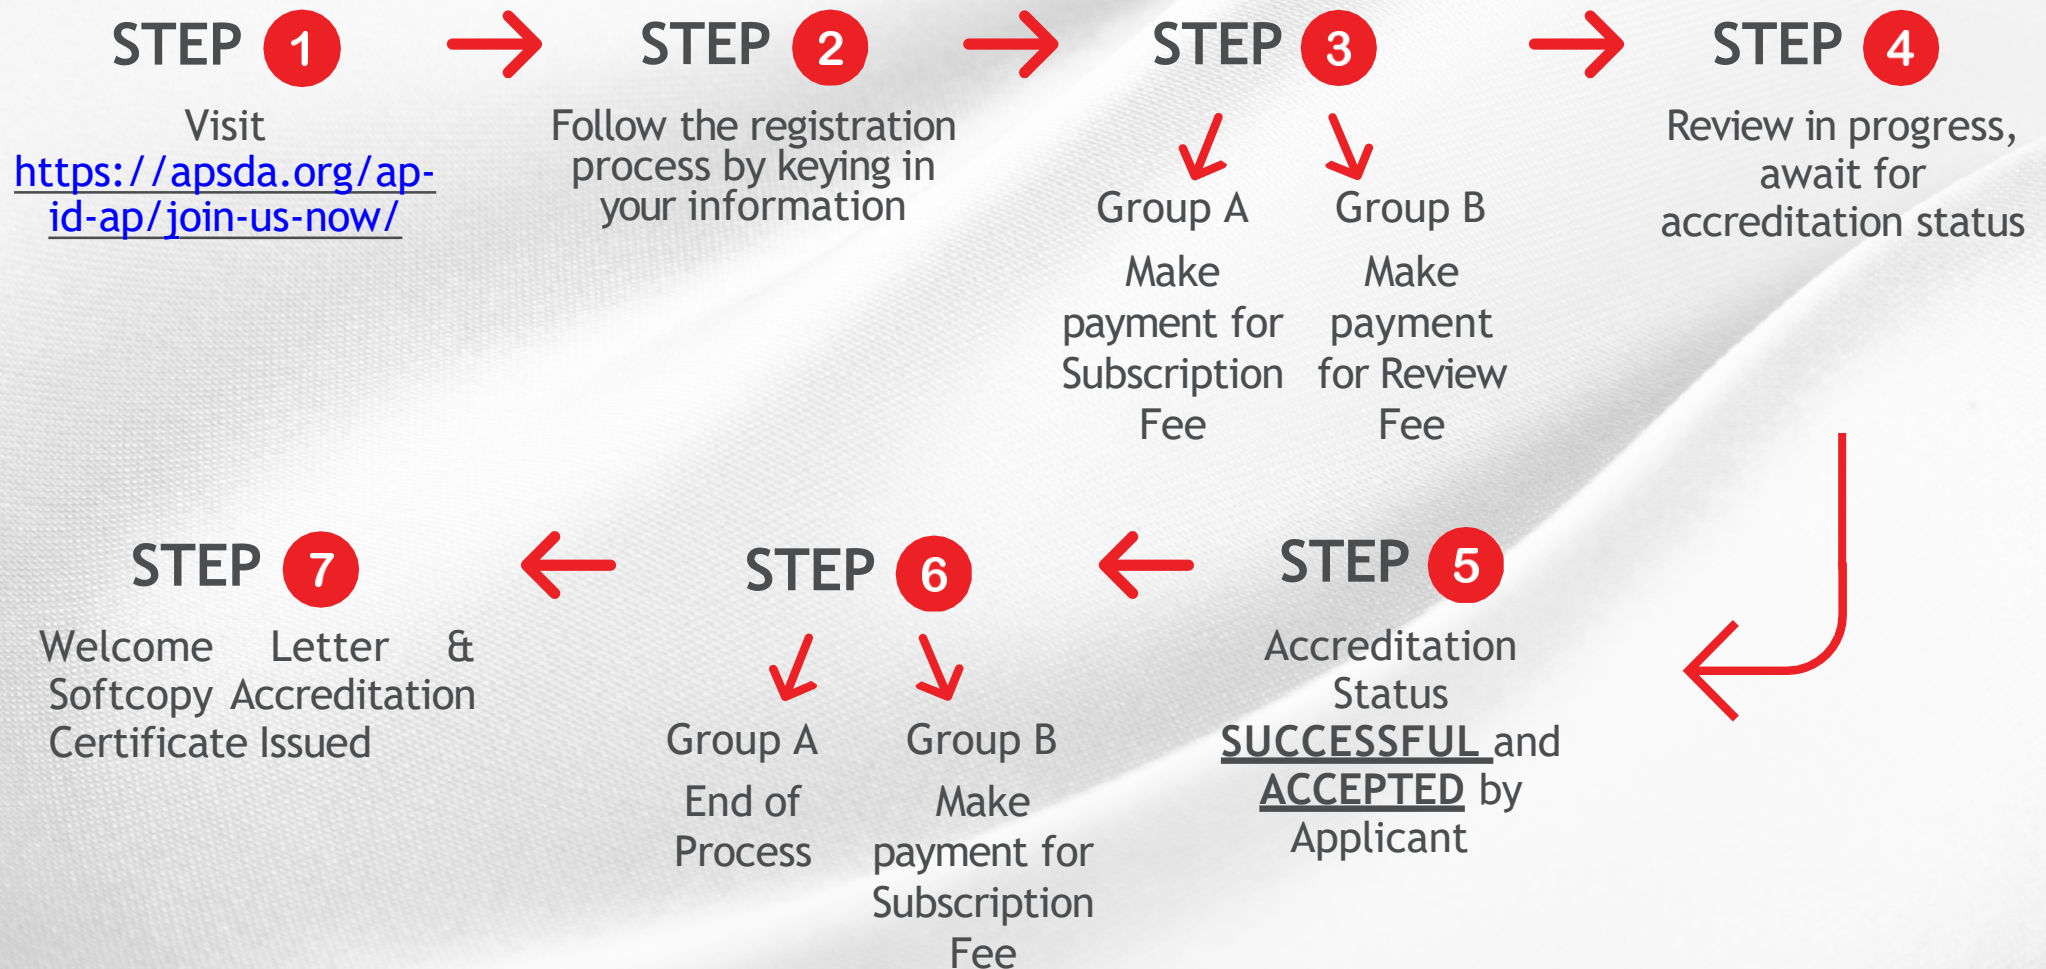 STEP 1
Visit
https://apsda.org/ap-
id-ap/join-us-now/
STEP 2
Follow the registration
process by keying in
your information
STEP 3
Group A
Make
payment for
Subscription
Fee
Group B
Make
payment
for Review
Fee
STEP 4
Review in progress,
await for
accreditation status
STEP 5
Accreditation
Status
SUCCESSFUL and
ACCEPTED by
Applicant
STEP 6
Group A
End of
Process
Group B
Make
payment for
Subscription
Fee
STEP 7
Welcome Letter &
Softcopy Accreditation
Certificate Issued